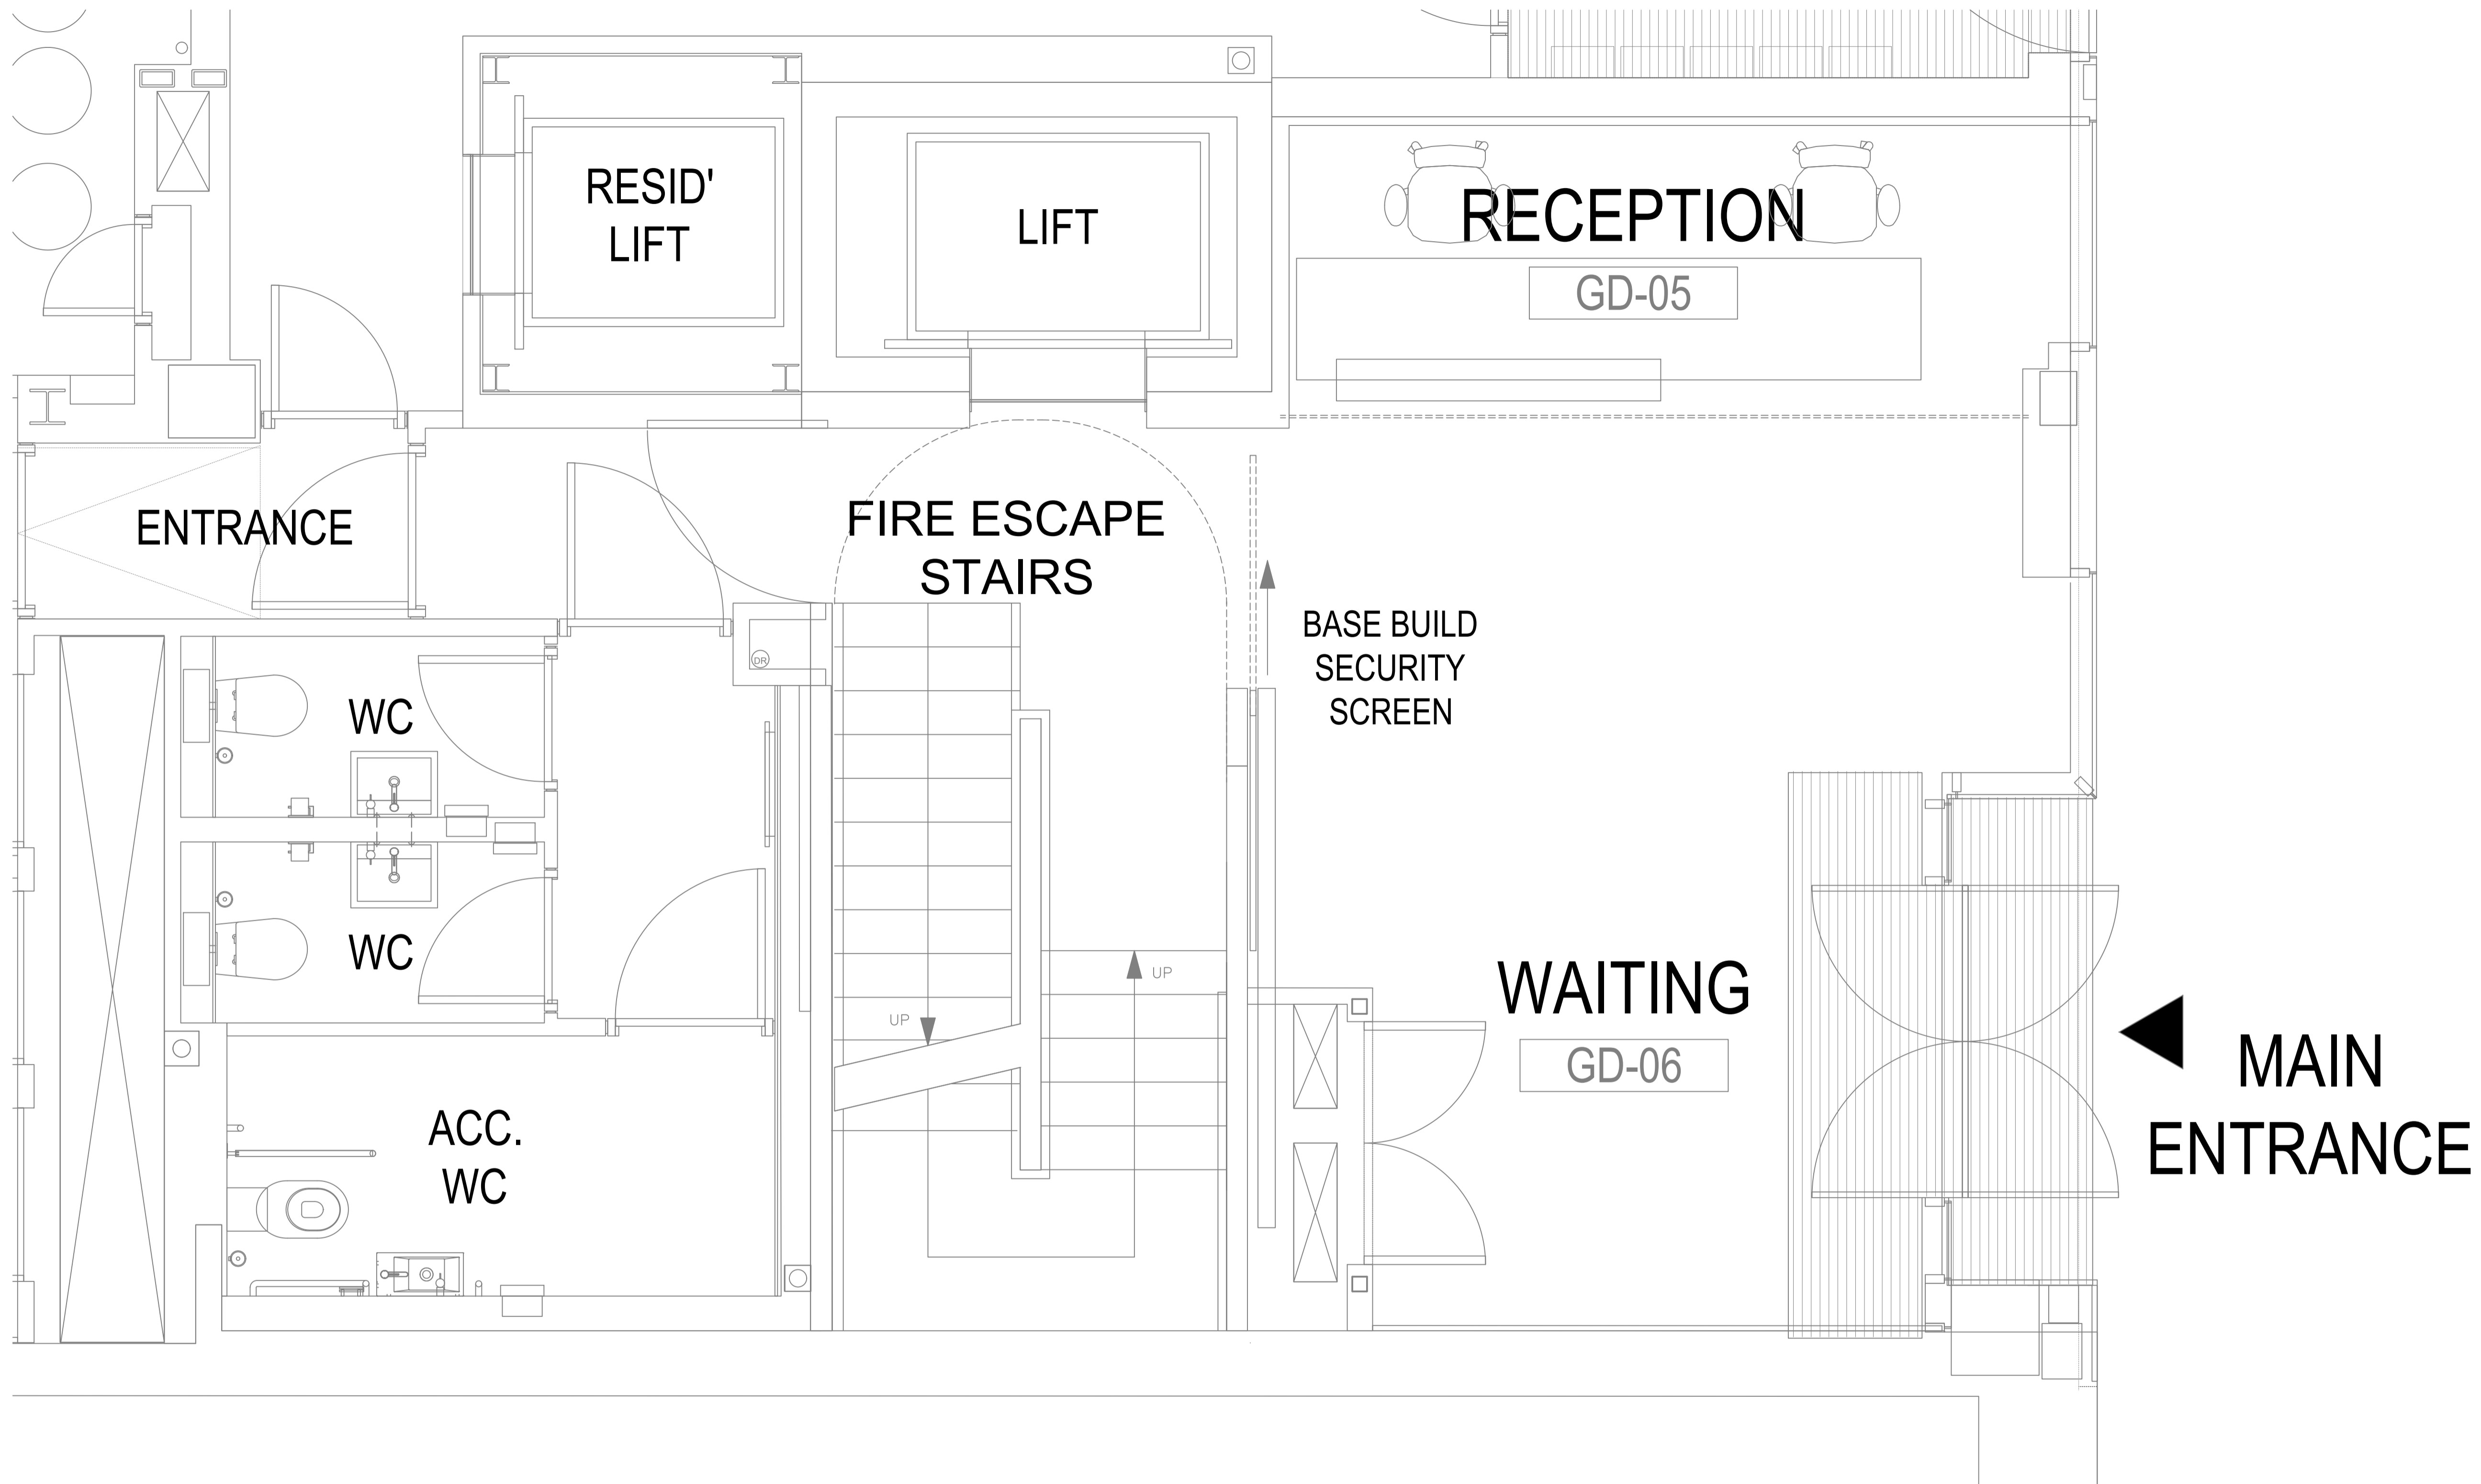 RESID'
LIFT
LIFT
RECEPTION
GD-05
ENTRANCE
FIRE ESCAPE
STAIRS
BASE BUILD
SECURITY
SCREEN
DR
WC
WC
UP
UP
WAITING
GD-06
MAIN
ENTRANCE
ACC.
WC